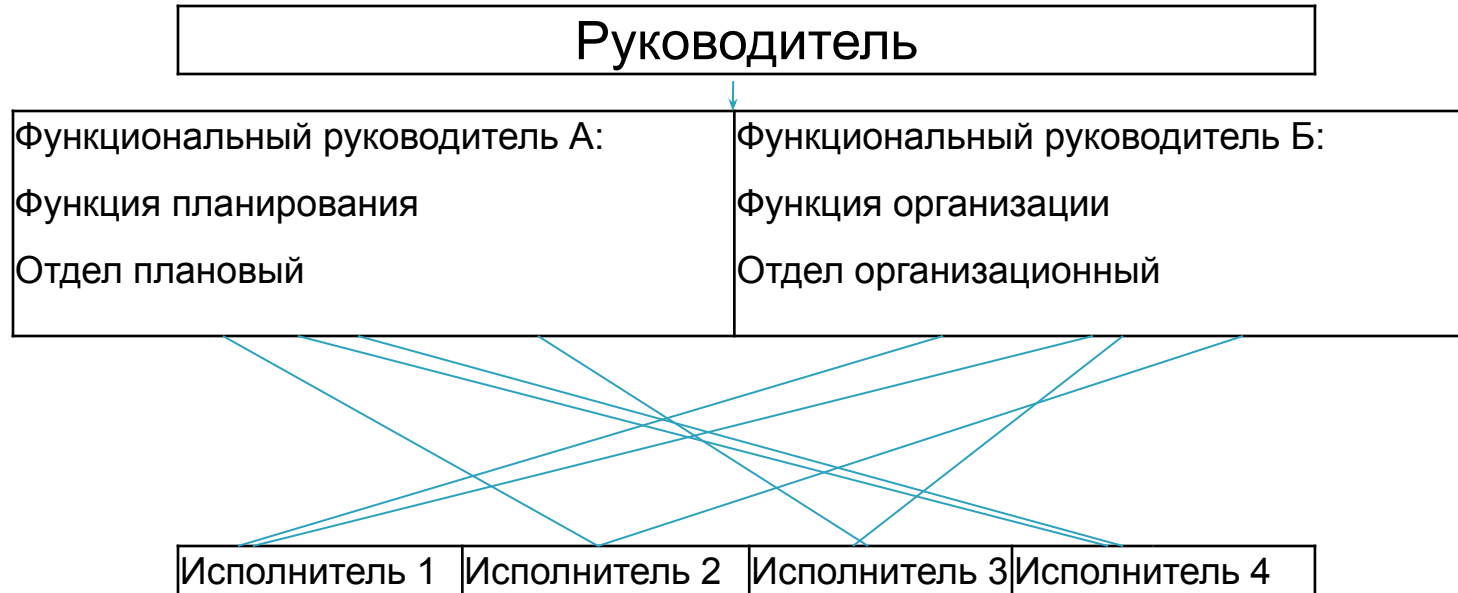 Руководитель
Функциональный руководитель А:
Функция планирования
Отдел плановый
Функциональный руководитель Б:
Функция организации
Отдел организационный
Исполнитель 1
Исполнитель 2
Исполнитель 3
Исполнитель 4